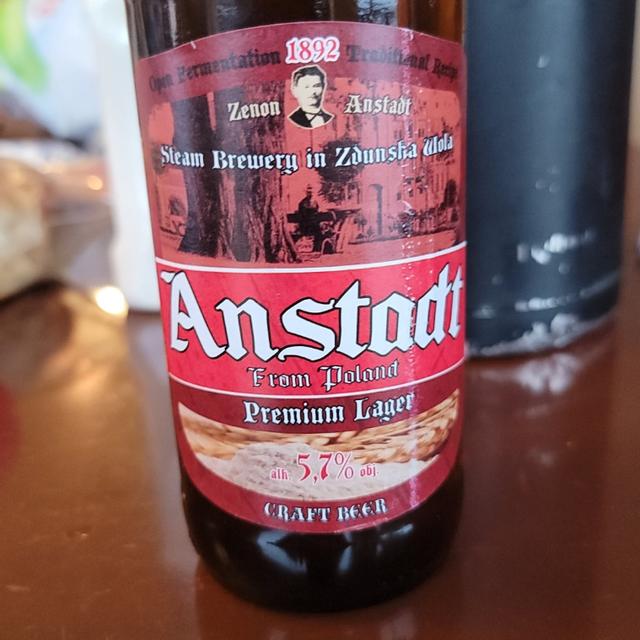 Open Fermentation 1892 Traditional Recipe
Zenon Anstadt
Steam Brewery in Zduńska Wola
Anstadt
From Poland
Premium Lager
alk. 5,7% obj.
CRAFT BEER